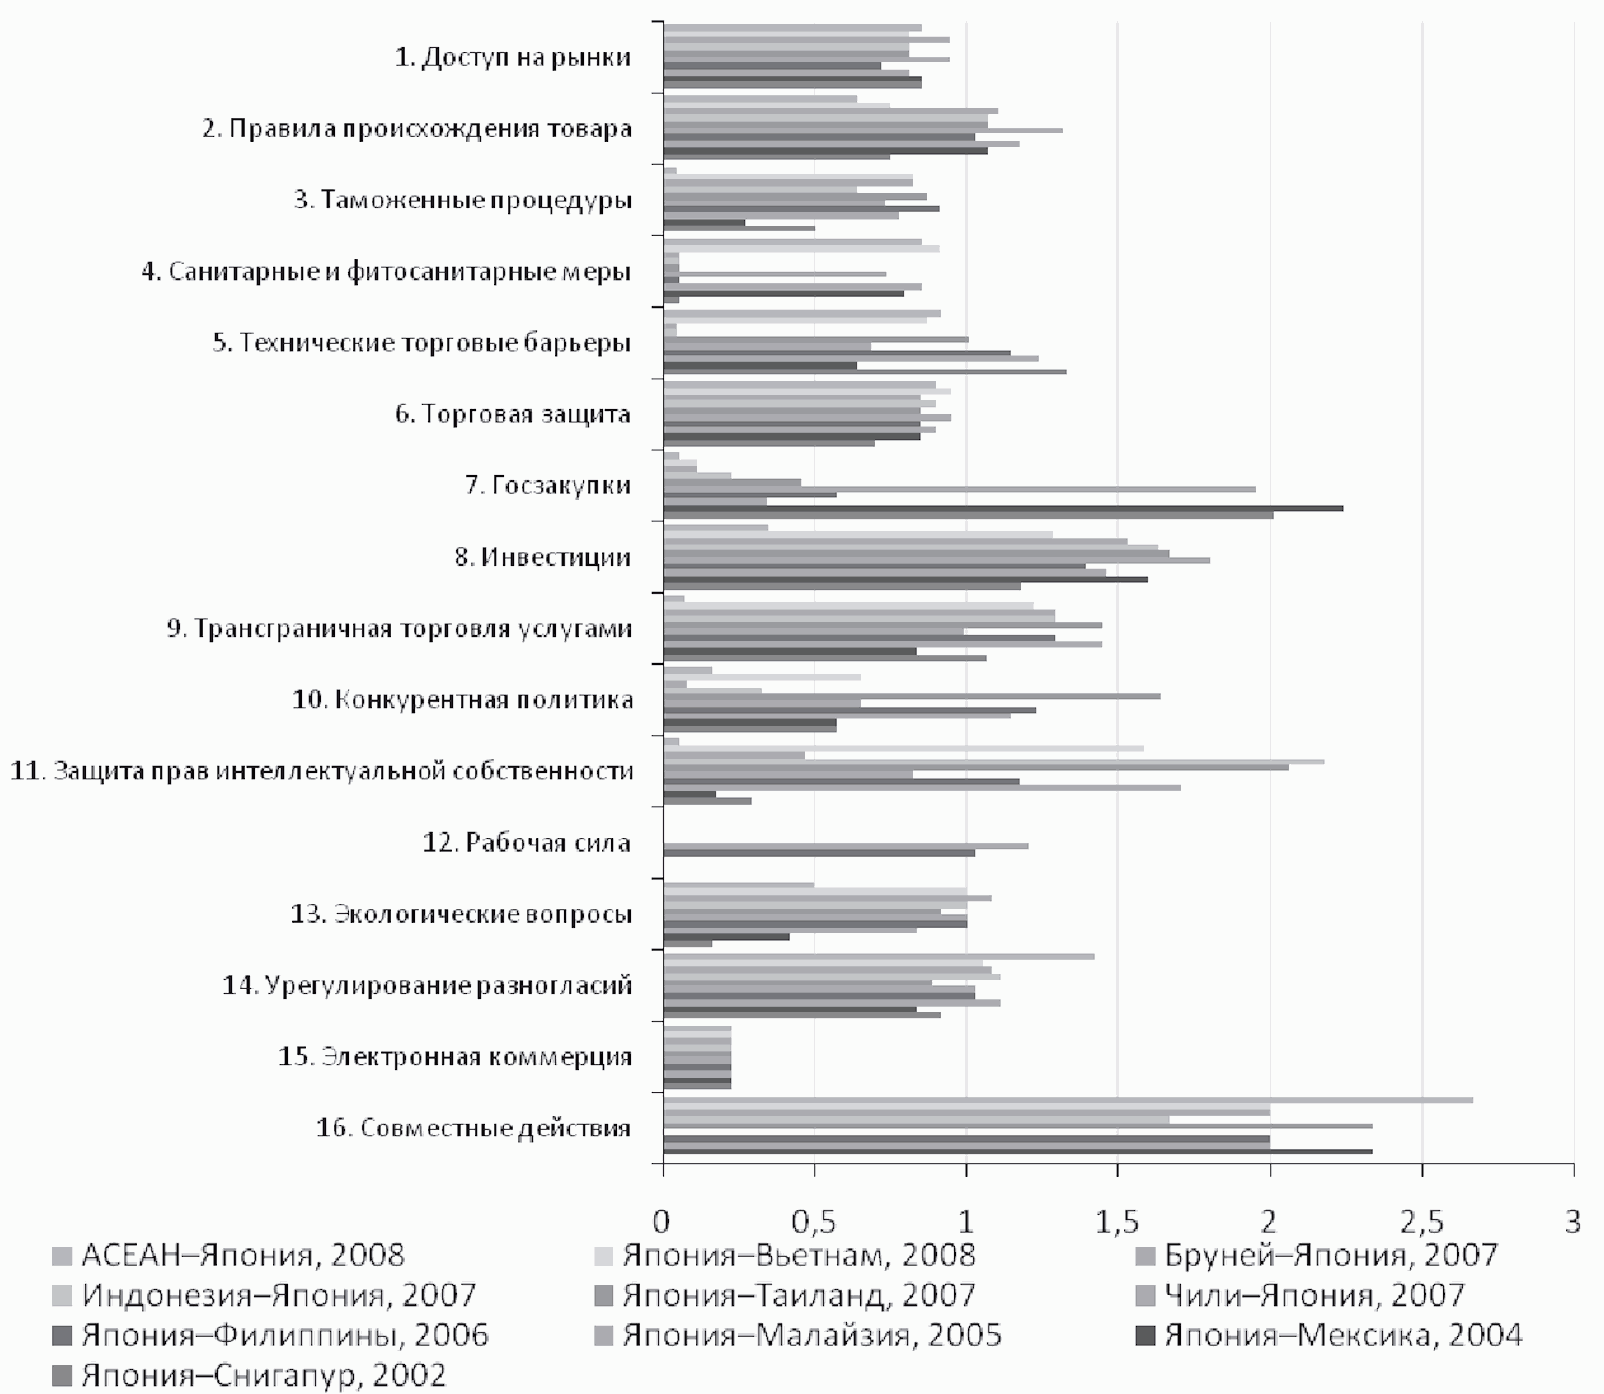 1. Доступ на рынки
2. Правила происхождения товара
3. Таможенные процедуры
4. Санитарные и фитосанитарные меры
5. Технические торговые барьеры
6. Торговая защита
7. Госзакупки
8. Инвестиции
9. Трансграничная торговля услугами
10. Конкурентная политика
11. Защита прав интеллектуальной собственности
12. Рабочая сила
13. Экологические вопросы
14. Урегулирование разногласий
15. Электронная коммерция
16. Совместные действия
0 0,5 1 1,5 2 2,5 3
АСЕАН–Япония, 2008 Япония–Вьетнам, 2008 Бруней–Япония, 2007
Индонезия–Япония, 2007 Япония–Таиланд, 2007 Чили–Япония, 2007
Япония–Филиппины, 2006 Япония–Малайзия, 2005 Япония–Мексика, 2004
Япония–Снигапур, 2002